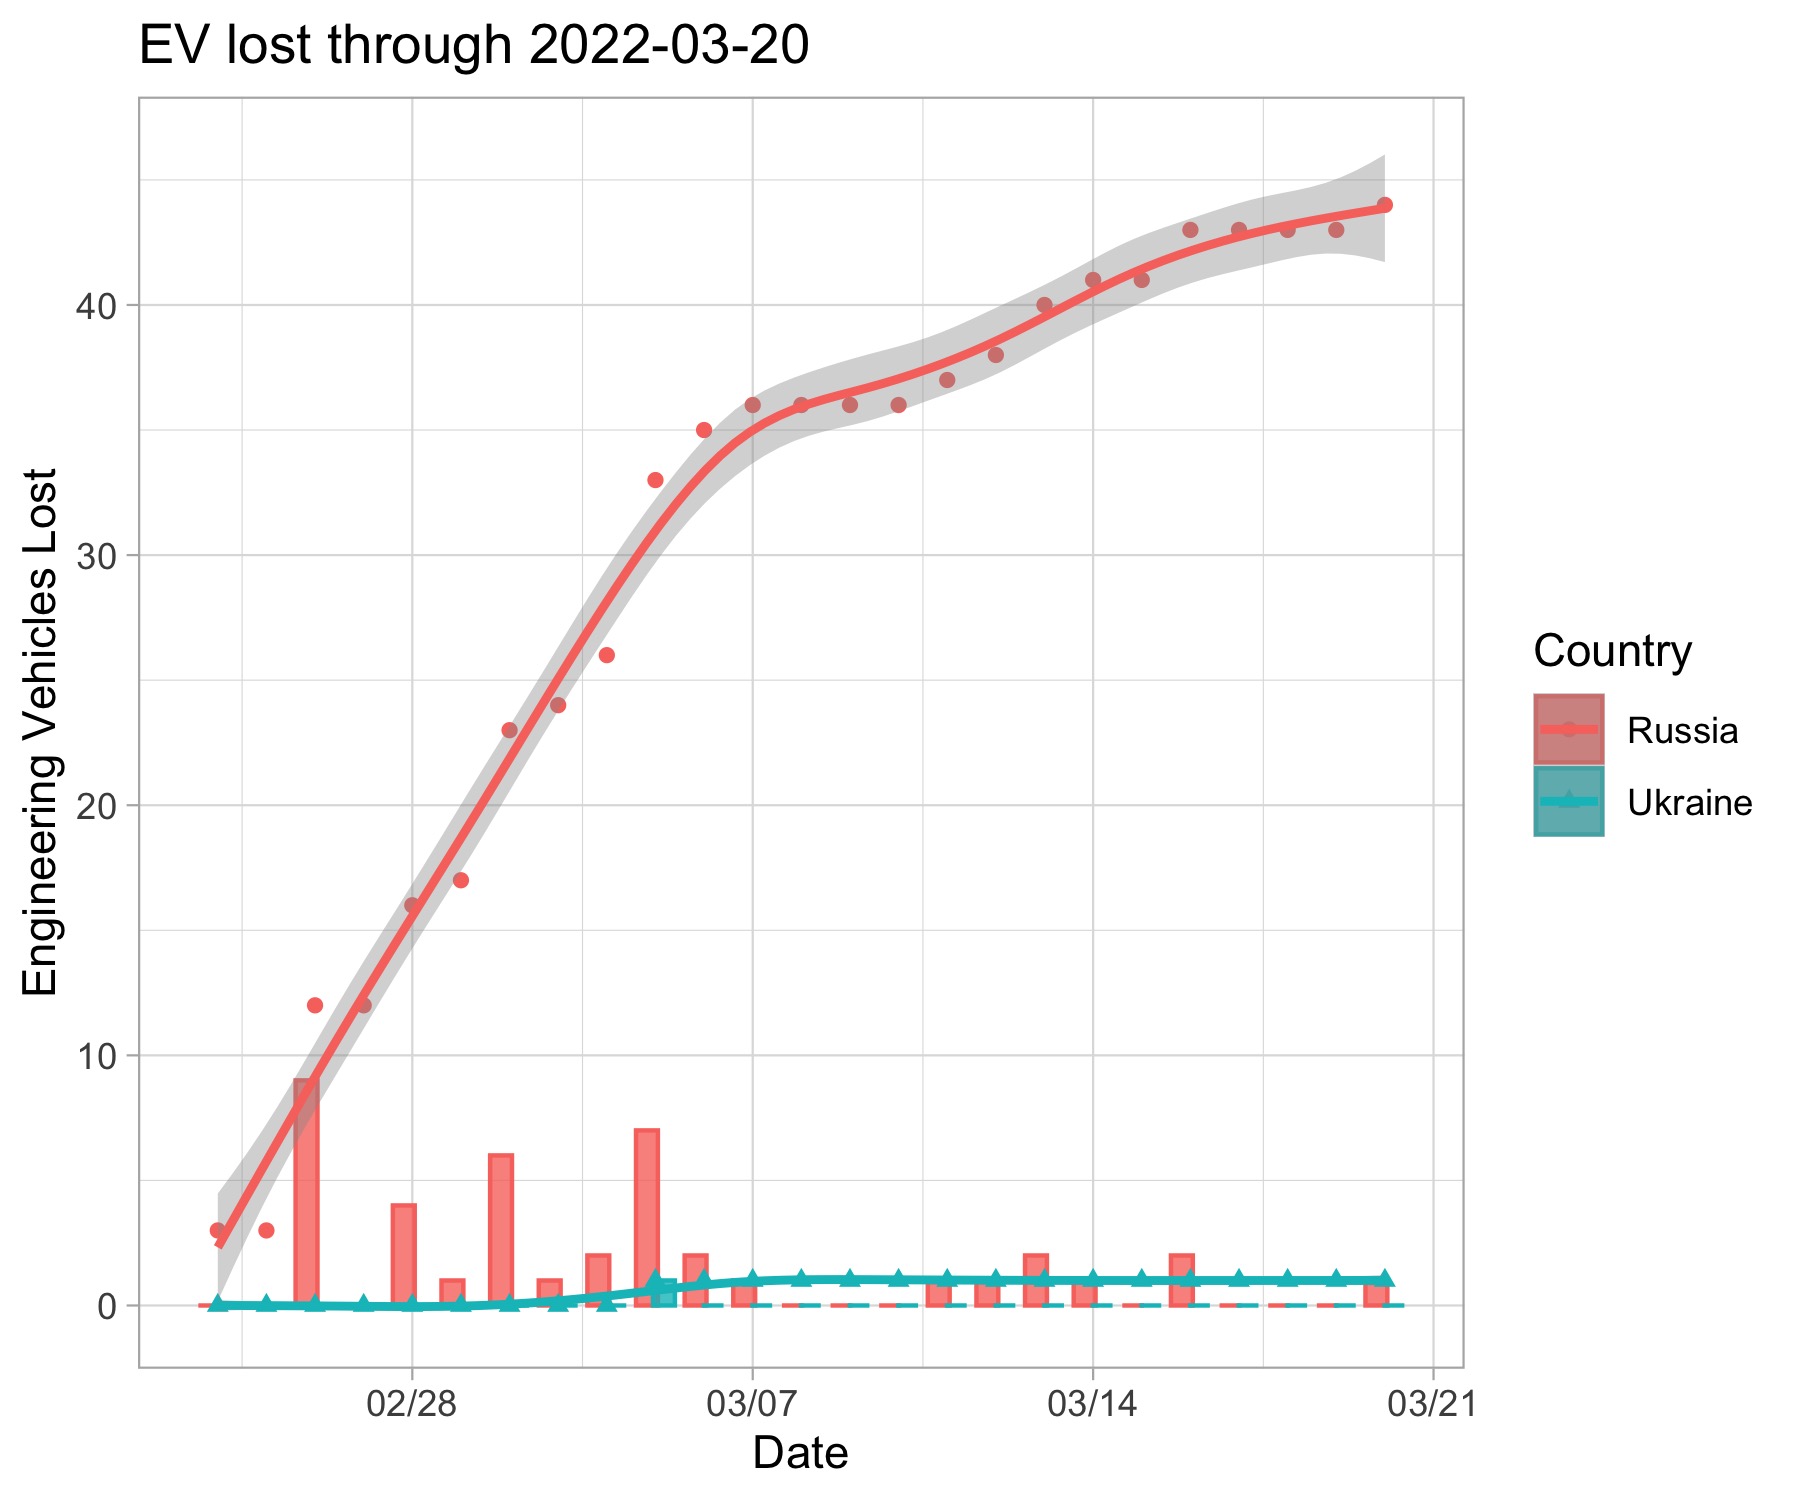 EV lost through 2022-03-20
Engineering Vehicles Lost
40
30
20
10
0
02/28 03/07 03/14 03/21
Date
Country
Russia
Ukraine